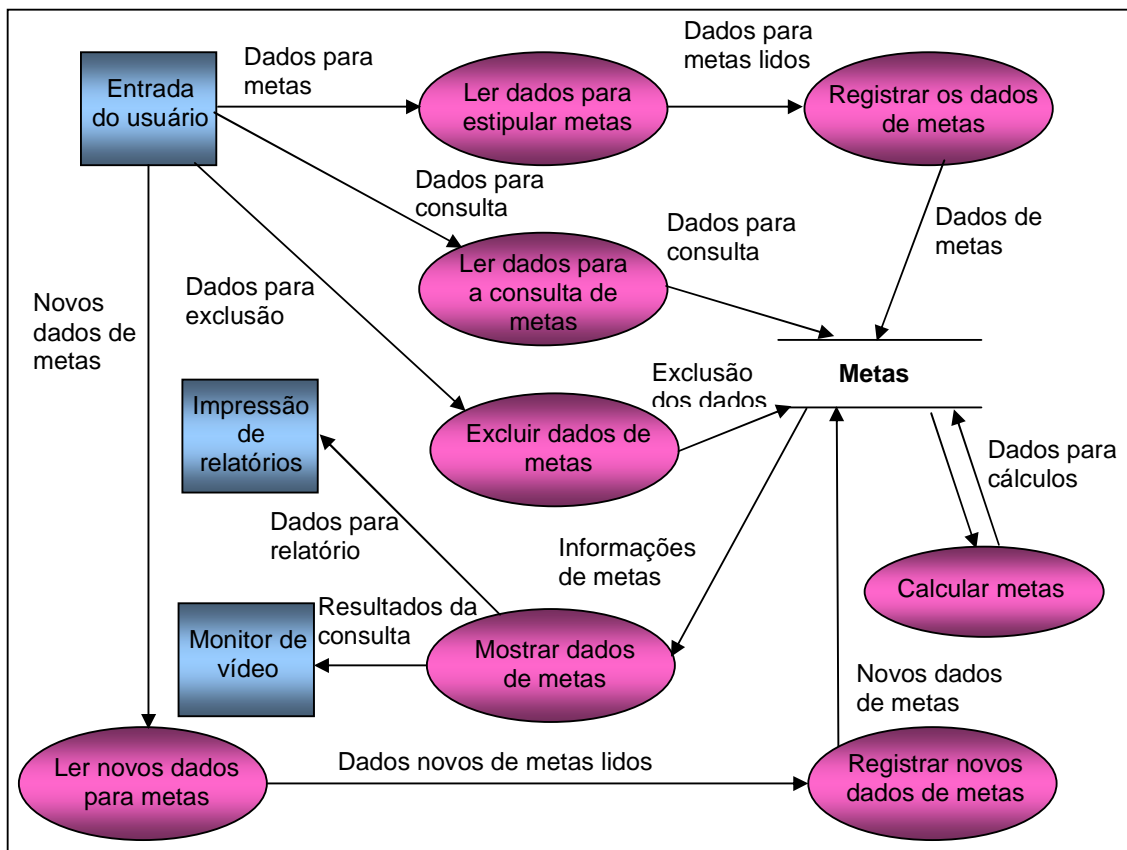 Entrada
do usuário
Dados para
metas
Ler dados para
estipular metas
Dados para
metas lidos
Registrar os dados
de metas
Dados para
consulta
Ler dados para
a consulta de
metas
Dados para
consulta
Dados de
metas
Novos
dados de
metas
Dados para
exclusão
Metas
Impressão
de
relatórios
Excluir dados de
metas
Exclusão
dos dados
Dados para
cálculos
Dados para
relatório
Informações
de metas
Calcular metas
Monitor de
vídeo
Resultados da
consulta
Mostrar dados
de metas
Novos dados
de metas
Ler novos dados
para metas
Dados novos de metas lidos
Registrar novos
dados de metas